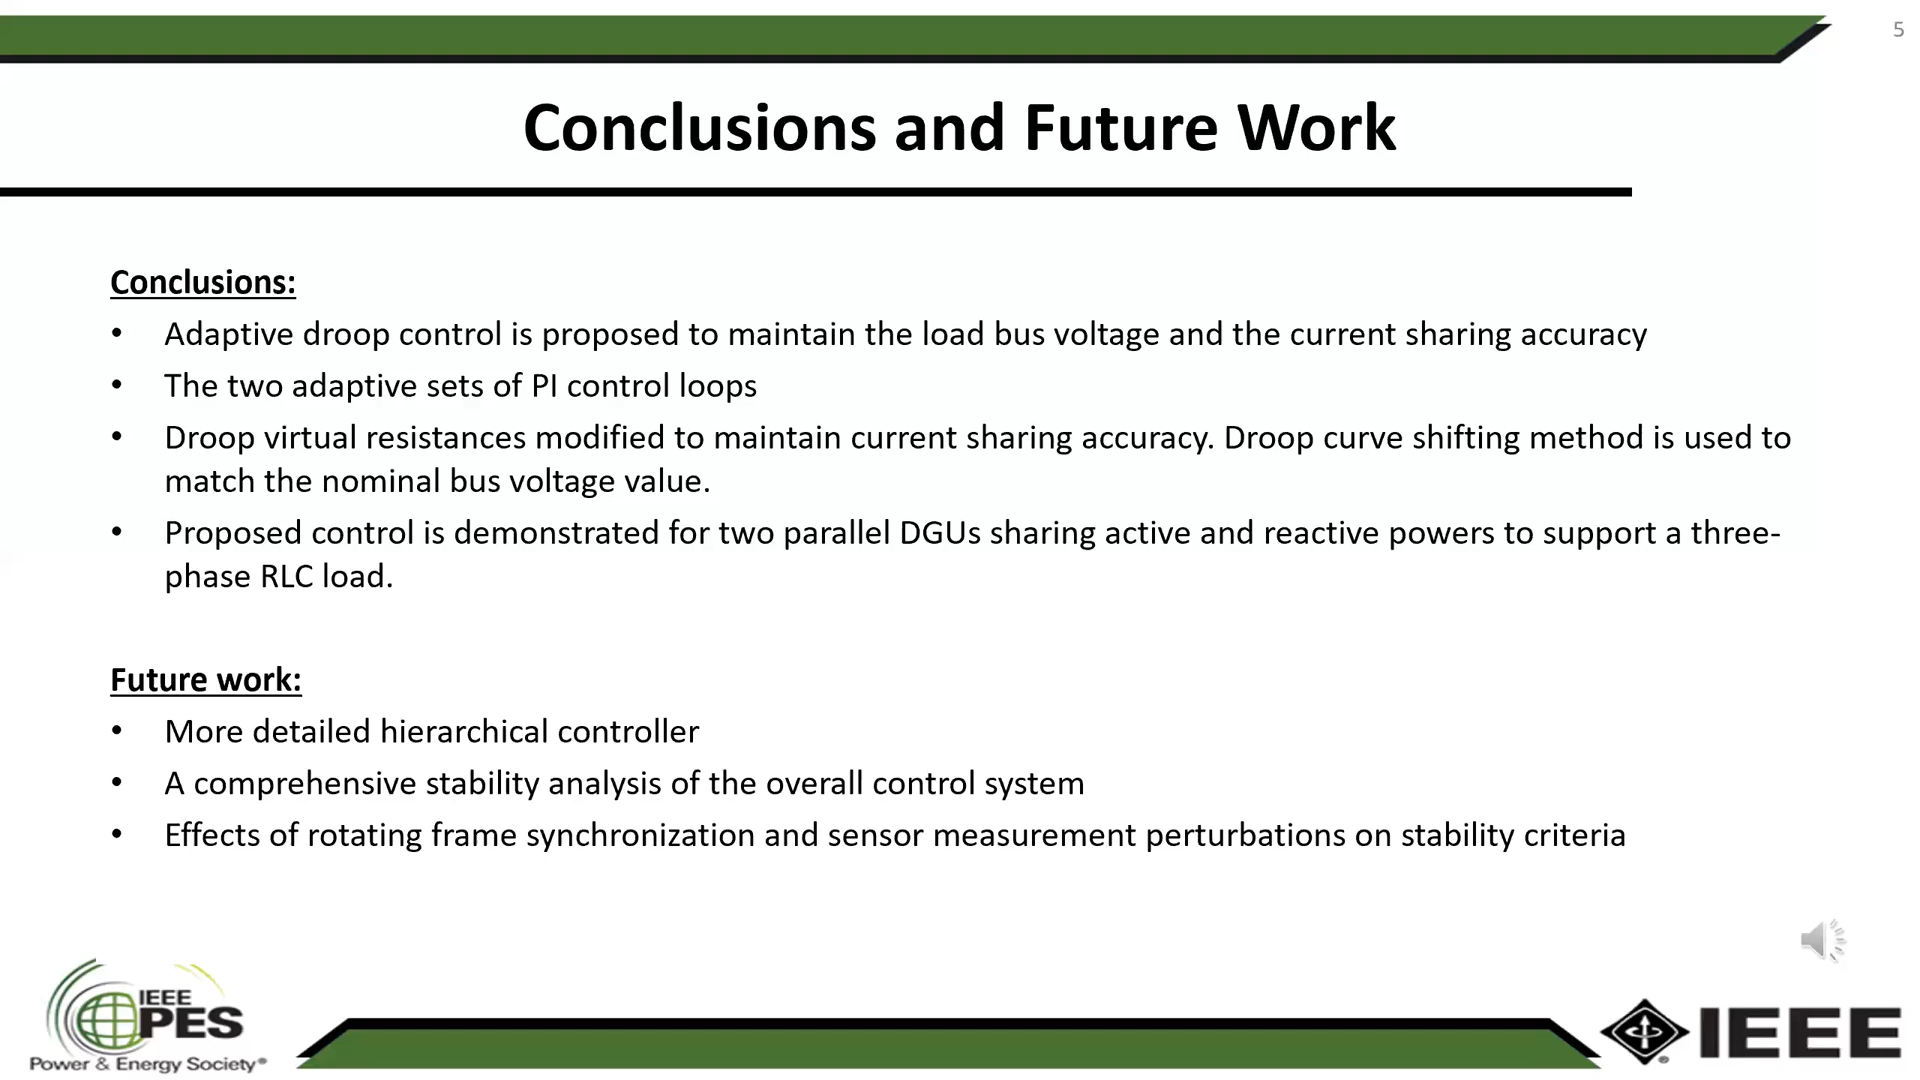 5
Conclusions and Future Work
Conclusions:
• Adaptive droop control is proposed to maintain the load bus voltage and the current sharing accuracy
• The two adaptive sets of PI control loops
• Droop virtual resistances modified to maintain current sharing accuracy. Droop curve shifting method is used to
match the nominal bus voltage value.
• Proposed control is demonstrated for two parallel DGUs sharing active and reactive powers to support a three-
phase RLC load.
Future work:
• More detailed hierarchical controller
• A comprehensive stability analysis of the overall control system
• Effects of rotating frame synchronization and sensor measurement perturbations on stability criteria
IEEE
PES
Power & Energy Society®
IEEE